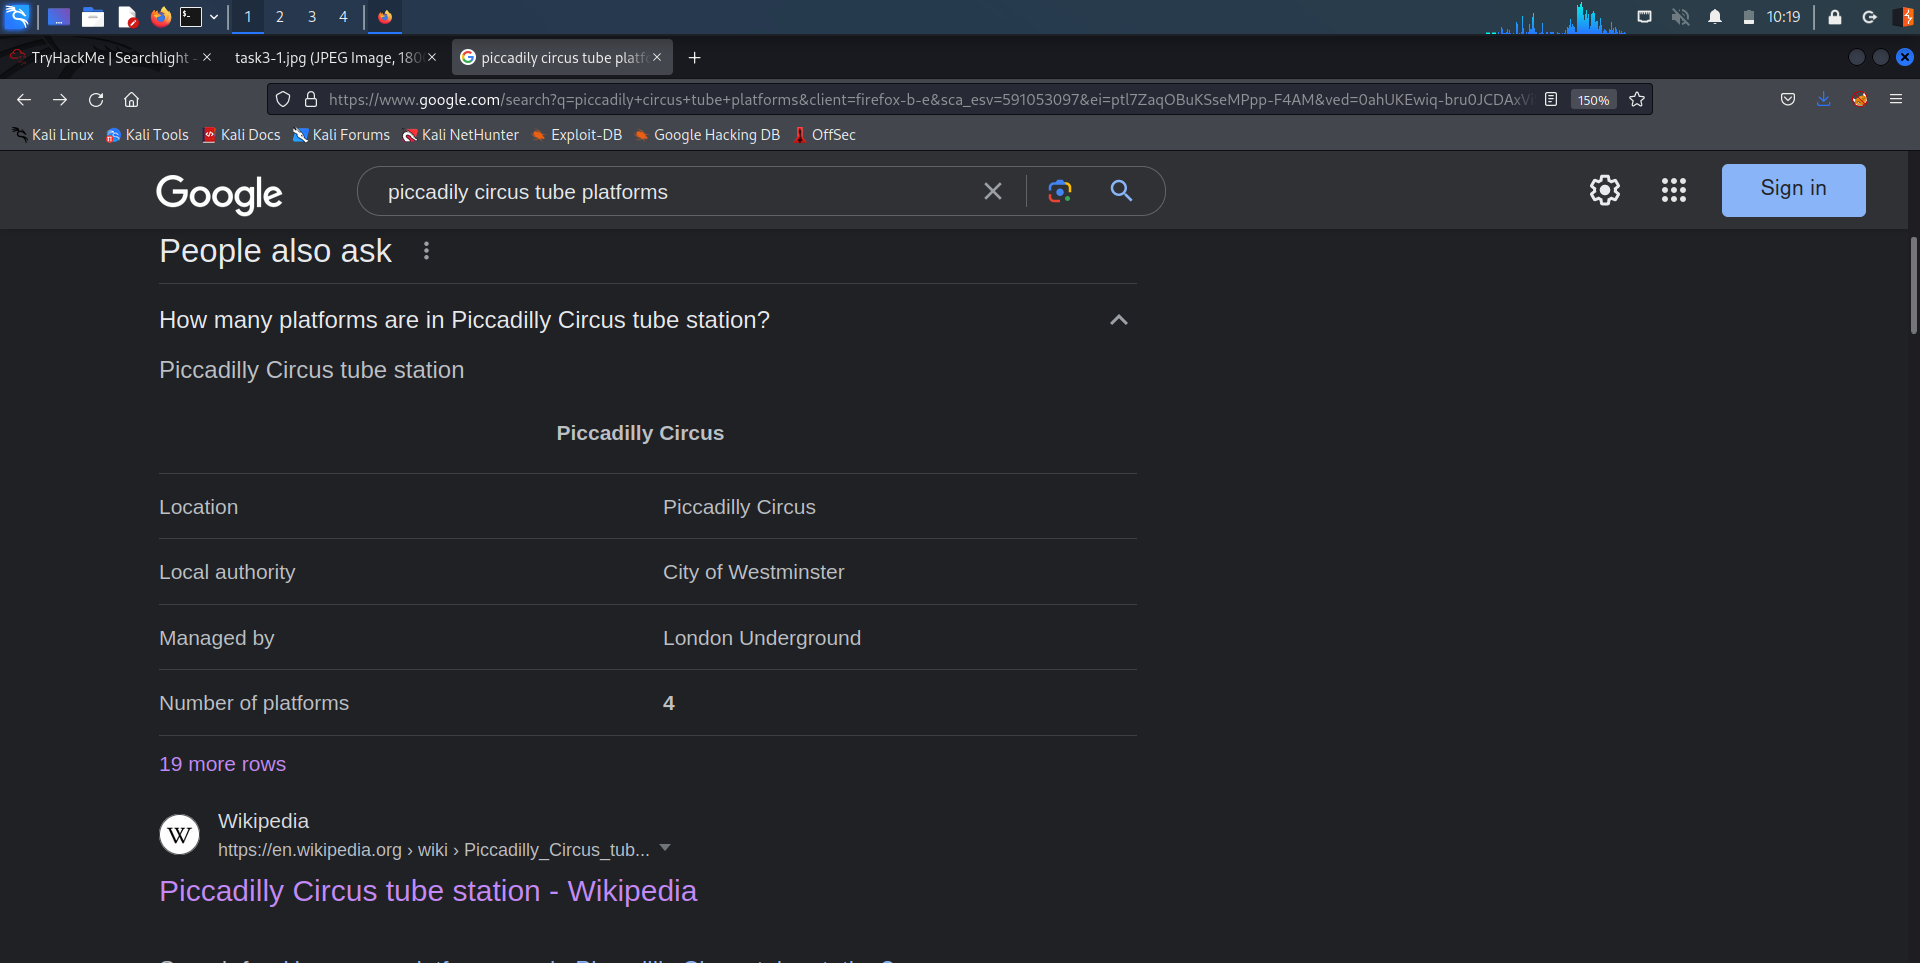 1 2 3 4 10:19
TryHackMe | Searchlight - task3-1.jpg (JPEG Image, 180 piccadily circus tube platf
https://www.google.com/search?q=piccadily+circus+tube+platforms&client=firefox-b-e&sca_esv=591053097&ei=ptl7ZaqOBuKSseMPpp-F4AM&ved=0ahUKEwiq-bru0JCDAxV 150%
Kali Linux Kali Tools Kali Docs Kali Forums Kali NetHunter Exploit-DB Google Hacking DB OffSec
Google piccadily circus tube platforms Sign in
People also ask
How many platforms are in Piccadilly Circus tube station?
Piccadilly Circus tube station
Piccadilly Circus
Location Piccadilly Circus
Local authority City of Westminster
Managed by London Underground
Number of platforms 4
19 more rows
W Wikipedia
https://en.wikipedia.org › wiki › Piccadilly_Circus_tub...
Piccadilly Circus tube station - Wikipedia